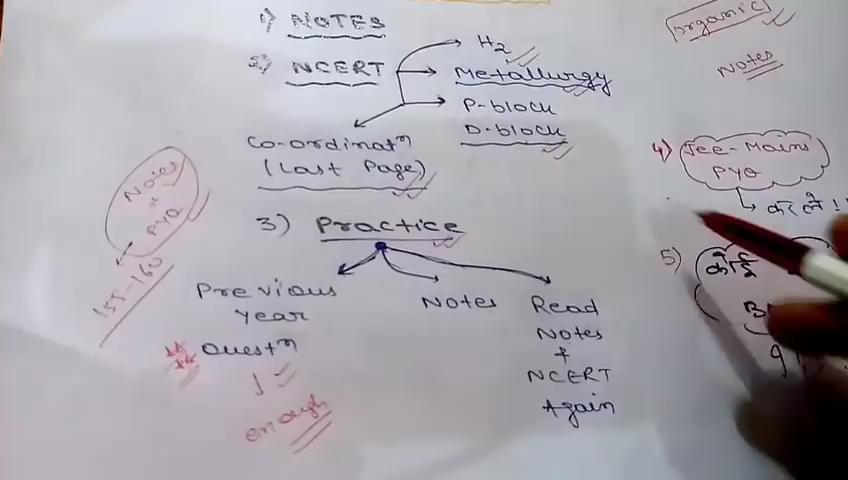 1) NOTES
2) NCERT
H2
Metallurgy
P-block
D-block
Co-ordinatn
(Last Page)
Organic
Notes
Notes
+
PYQ
155-160
3) Practice
Previous
Year
Questn
enough
Notes
Read
Notes
+
NCERT
Again
4) Jee-Mains
PYQ
करले !!
5) कोई